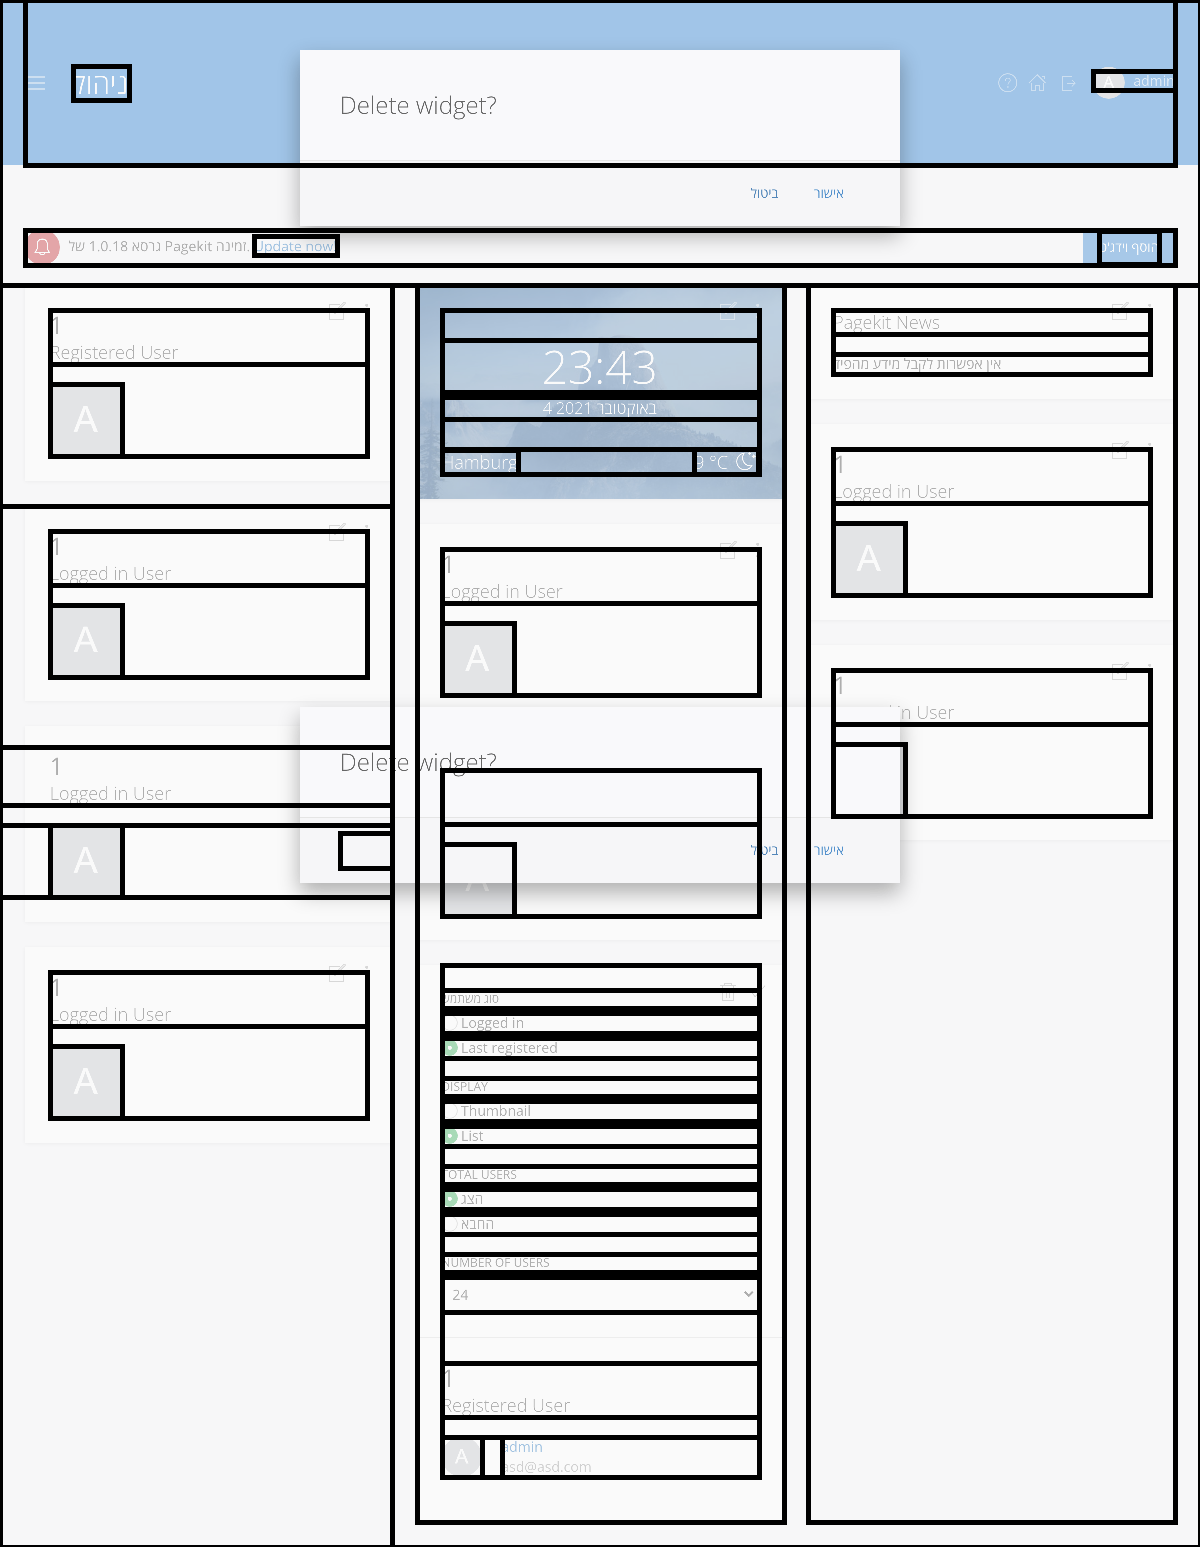 ניהול
admin
A
Delete widget?
ביטול אישור
גרסא 1.0.18 Pagekit זמינה. Update now
הוסף וידג'ט
1
Registered User
A
1
Logged in User
A
1
Logged in User
A
1
Logged in User
A
23:43
4 באוקטובר 2021
Hamburg
9 °C
1
Logged in User
A
Delete widget?
ביטול אישור
A
סוג משתמש
Logged in
Last registered
DISPLAY
Thumbnail
List
TOTAL USERS
הצג
החבא
NUMBER OF USERS
24
1
Registered User
A
admin
asd@asd.com
Pagekit News
אין אפשרות לקבל מידע מהפיד
1
Logged in User
A
1
in User